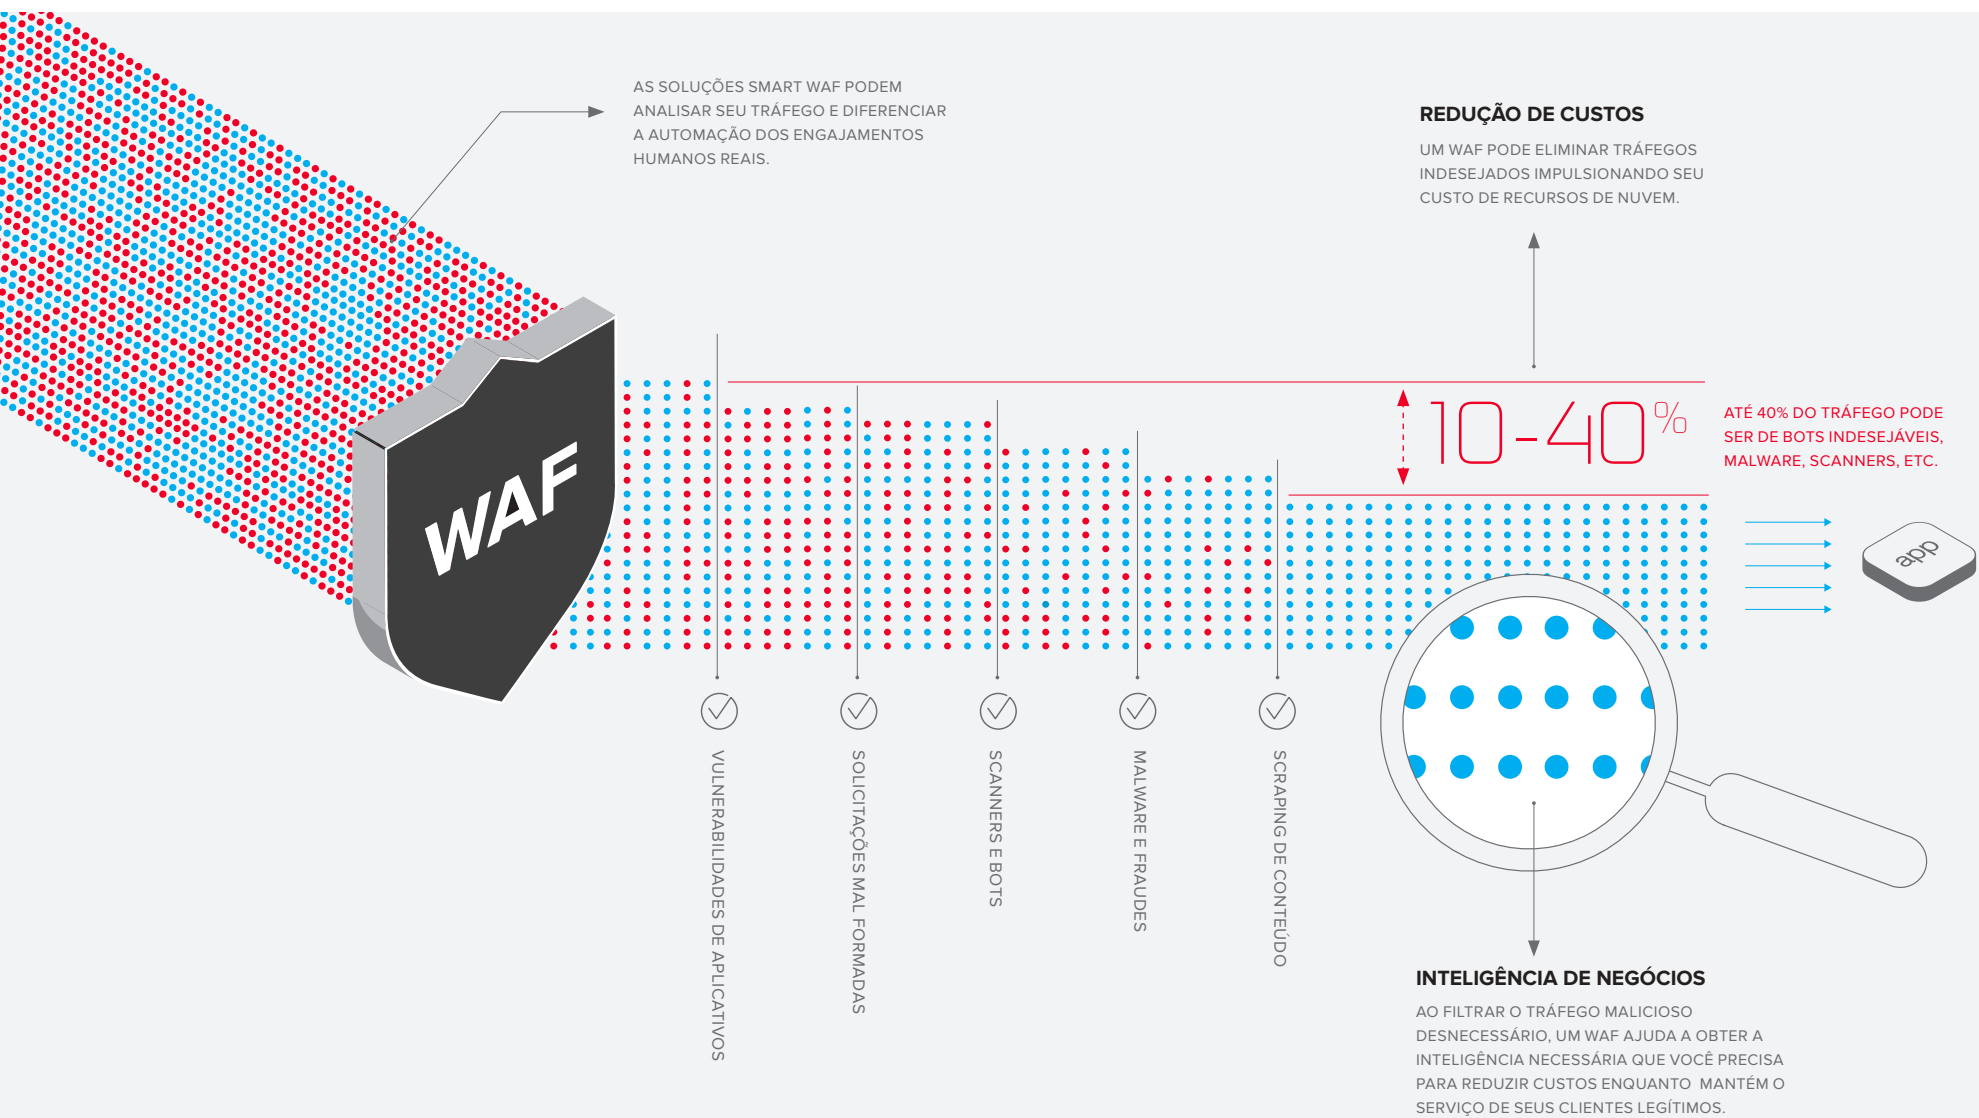 AS SOLUÇÕES SMART WAF PODEM
ANALISAR SEU TRÁFEGO E DIFERENCIAR
A AUTOMAÇÃO DOS ENGAJAMENTOS
HUMANOS REAIS.
REDUÇÃO DE CUSTOS
UM WAF PODE ELIMINAR TRÁFEGOS
INDESEJADOS IMPULSIONANDO SEU
CUSTO DE RECURSOS DE NUVEM.
10-40%
ATÉ 40% DO TRÁFEGO PODE
SER DE BOTS INDESEJÁVEIS,
MALWARE, SCANNERS, ETC.
WAF
app
VULNERABILIDADES DE APLICATIVOS
SOLICITAÇÕES MAL FORMADAS
SCANNERS E BOTS
MALWARE E FRAUDES
SCRAPING DE CONTEÚDO
INTELIGÊNCIA DE NEGÓCIOS
AO FILTRAR O TRÁFEGO MALICIOSO
DESNECESSÁRIO, UM WAF AJUDA A OBTER A
INTELIGÊNCIA NECESSÁRIA QUE VOCÊ PRECISA
PARA REDUZIR CUSTOS ENQUANTO MANTÉM O
SERVIÇO DE SEUS CLIENTES LEGÍTIMOS.